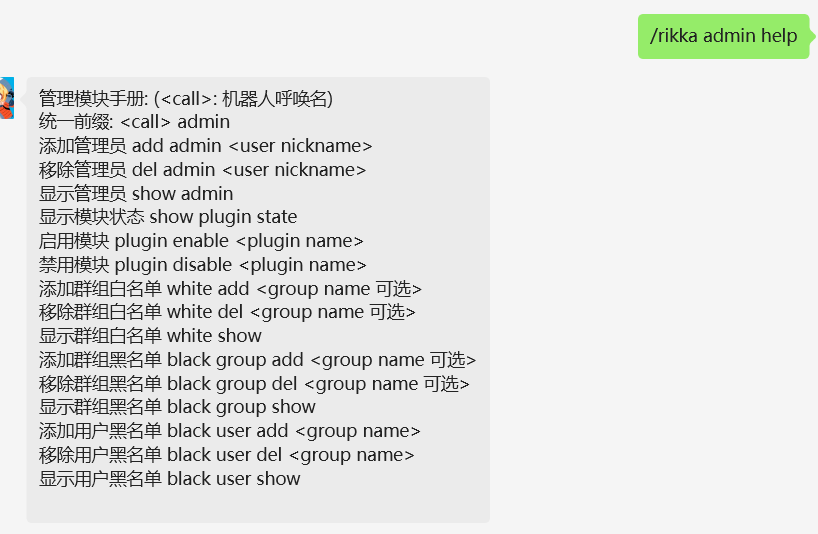 /rikka admin help
管理模块手册: (<call>: 机器人呼唤名)
统一前缀: <call> admin
添加管理员 add admin <user nickname>
移除管理员 del admin <user nickname>
显示管理员 show admin
显示模块状态 show plugin state
启用模块 plugin enable <plugin name>
禁用模块 plugin disable <plugin name>
添加群组白名单 white add <group name 可选>
移除群组白名单 white del <group name 可选>
显示群组白名单 white show
添加群组黑名单 black group add <group name 可选>
移除群组黑名单 black group del <group name 可选>
显示群组黑名单 black group show
添加用户黑名单 black user add <group name>
移除用户黑名单 black user del <group name>
显示用户黑名单 black user show